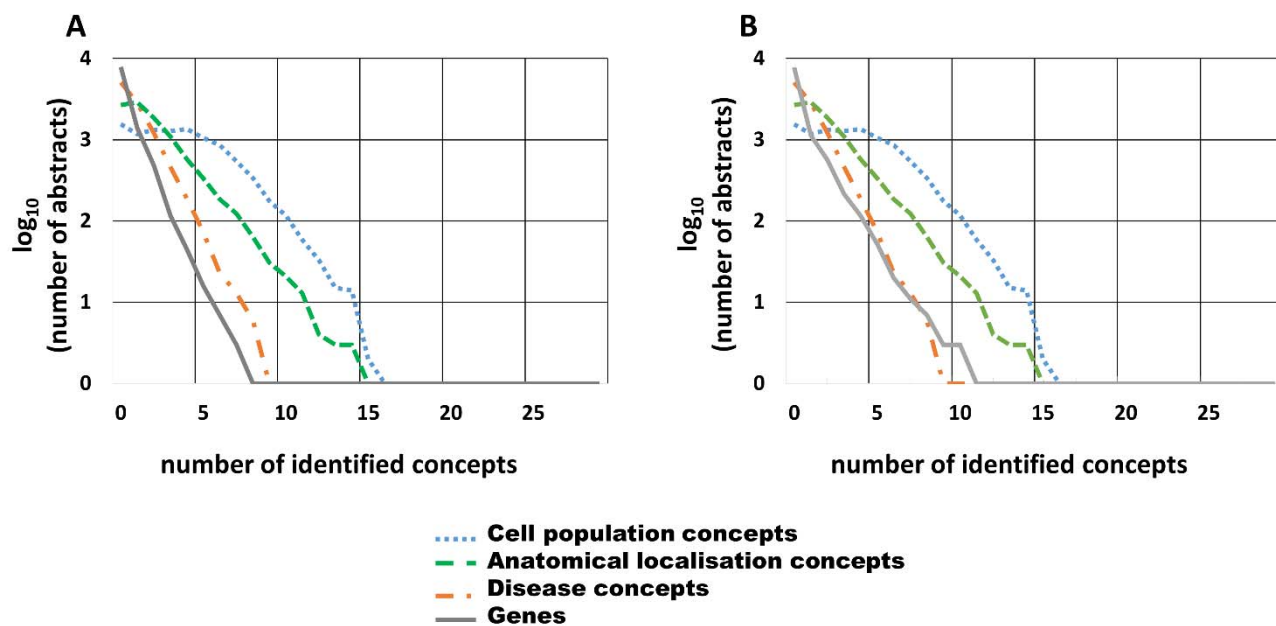 A
log10
(number of abstracts)
4
3
2
1
0
0 5 10 15 20 25
number of identified concepts
B
log10
(number of abstracts)
4
3
2
1
0
0 5 10 15 20 25
number of identified concepts
Cell population concepts
Anatomical localisation concepts
Disease concepts
Genes